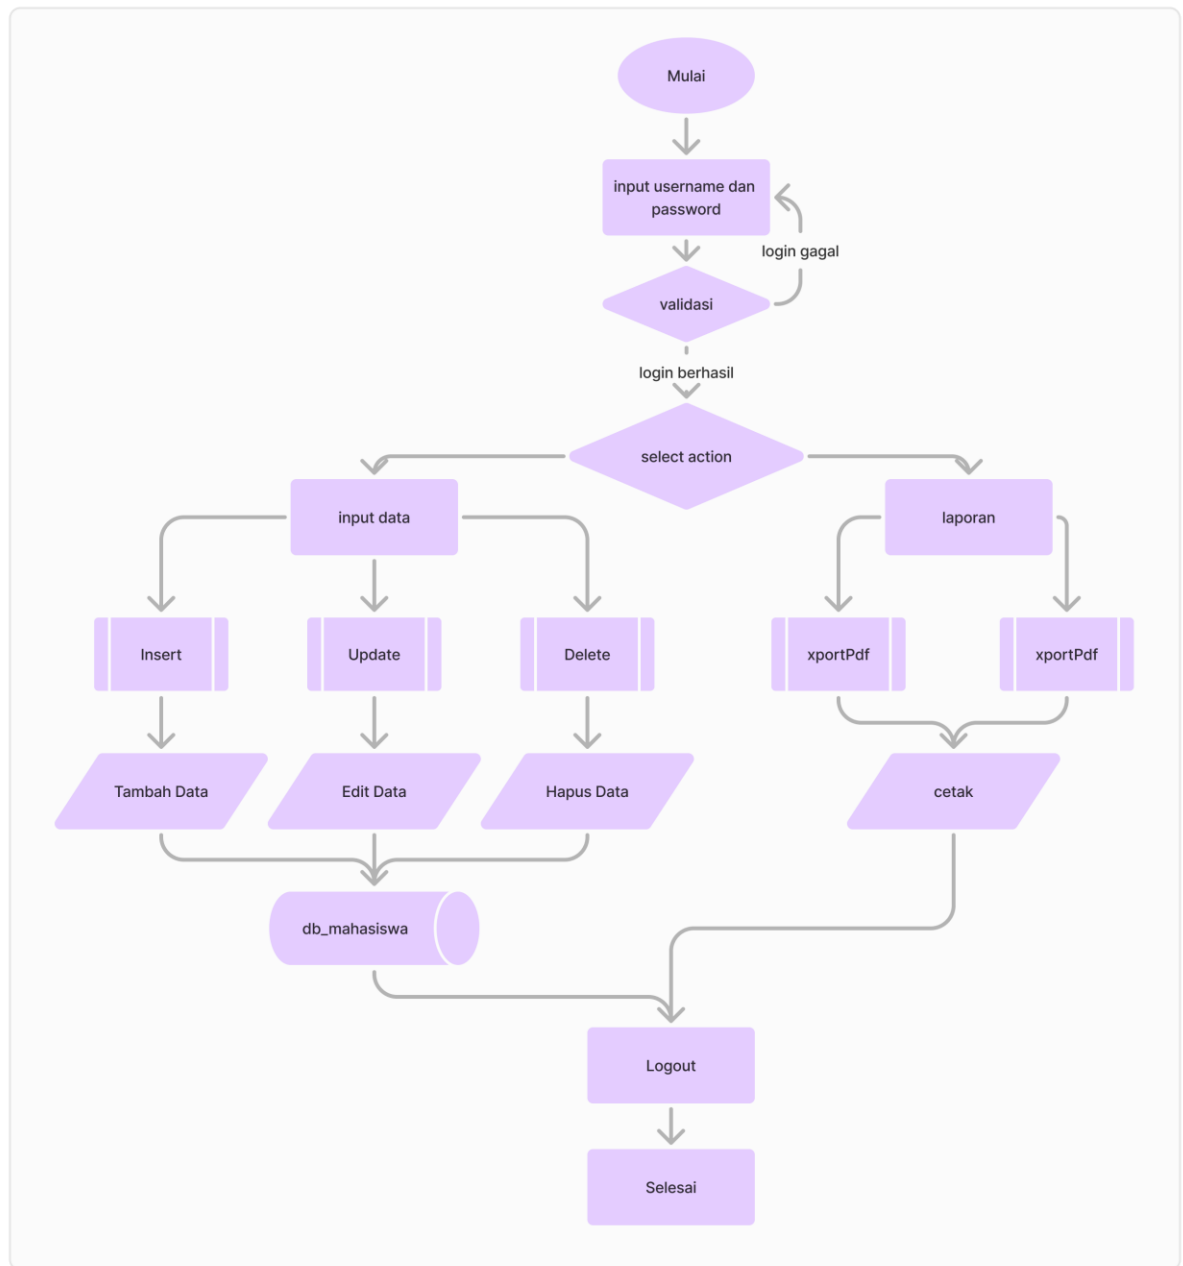 Mulai
input username dan
password
login gagal
validasi
login berhasil
select action
input data
laporan
Insert
Update
Delete
xportPdf
xportPdf
Tambah Data
Edit Data
Hapus Data
cetak
db_mahasiswa
Logout
Selesai